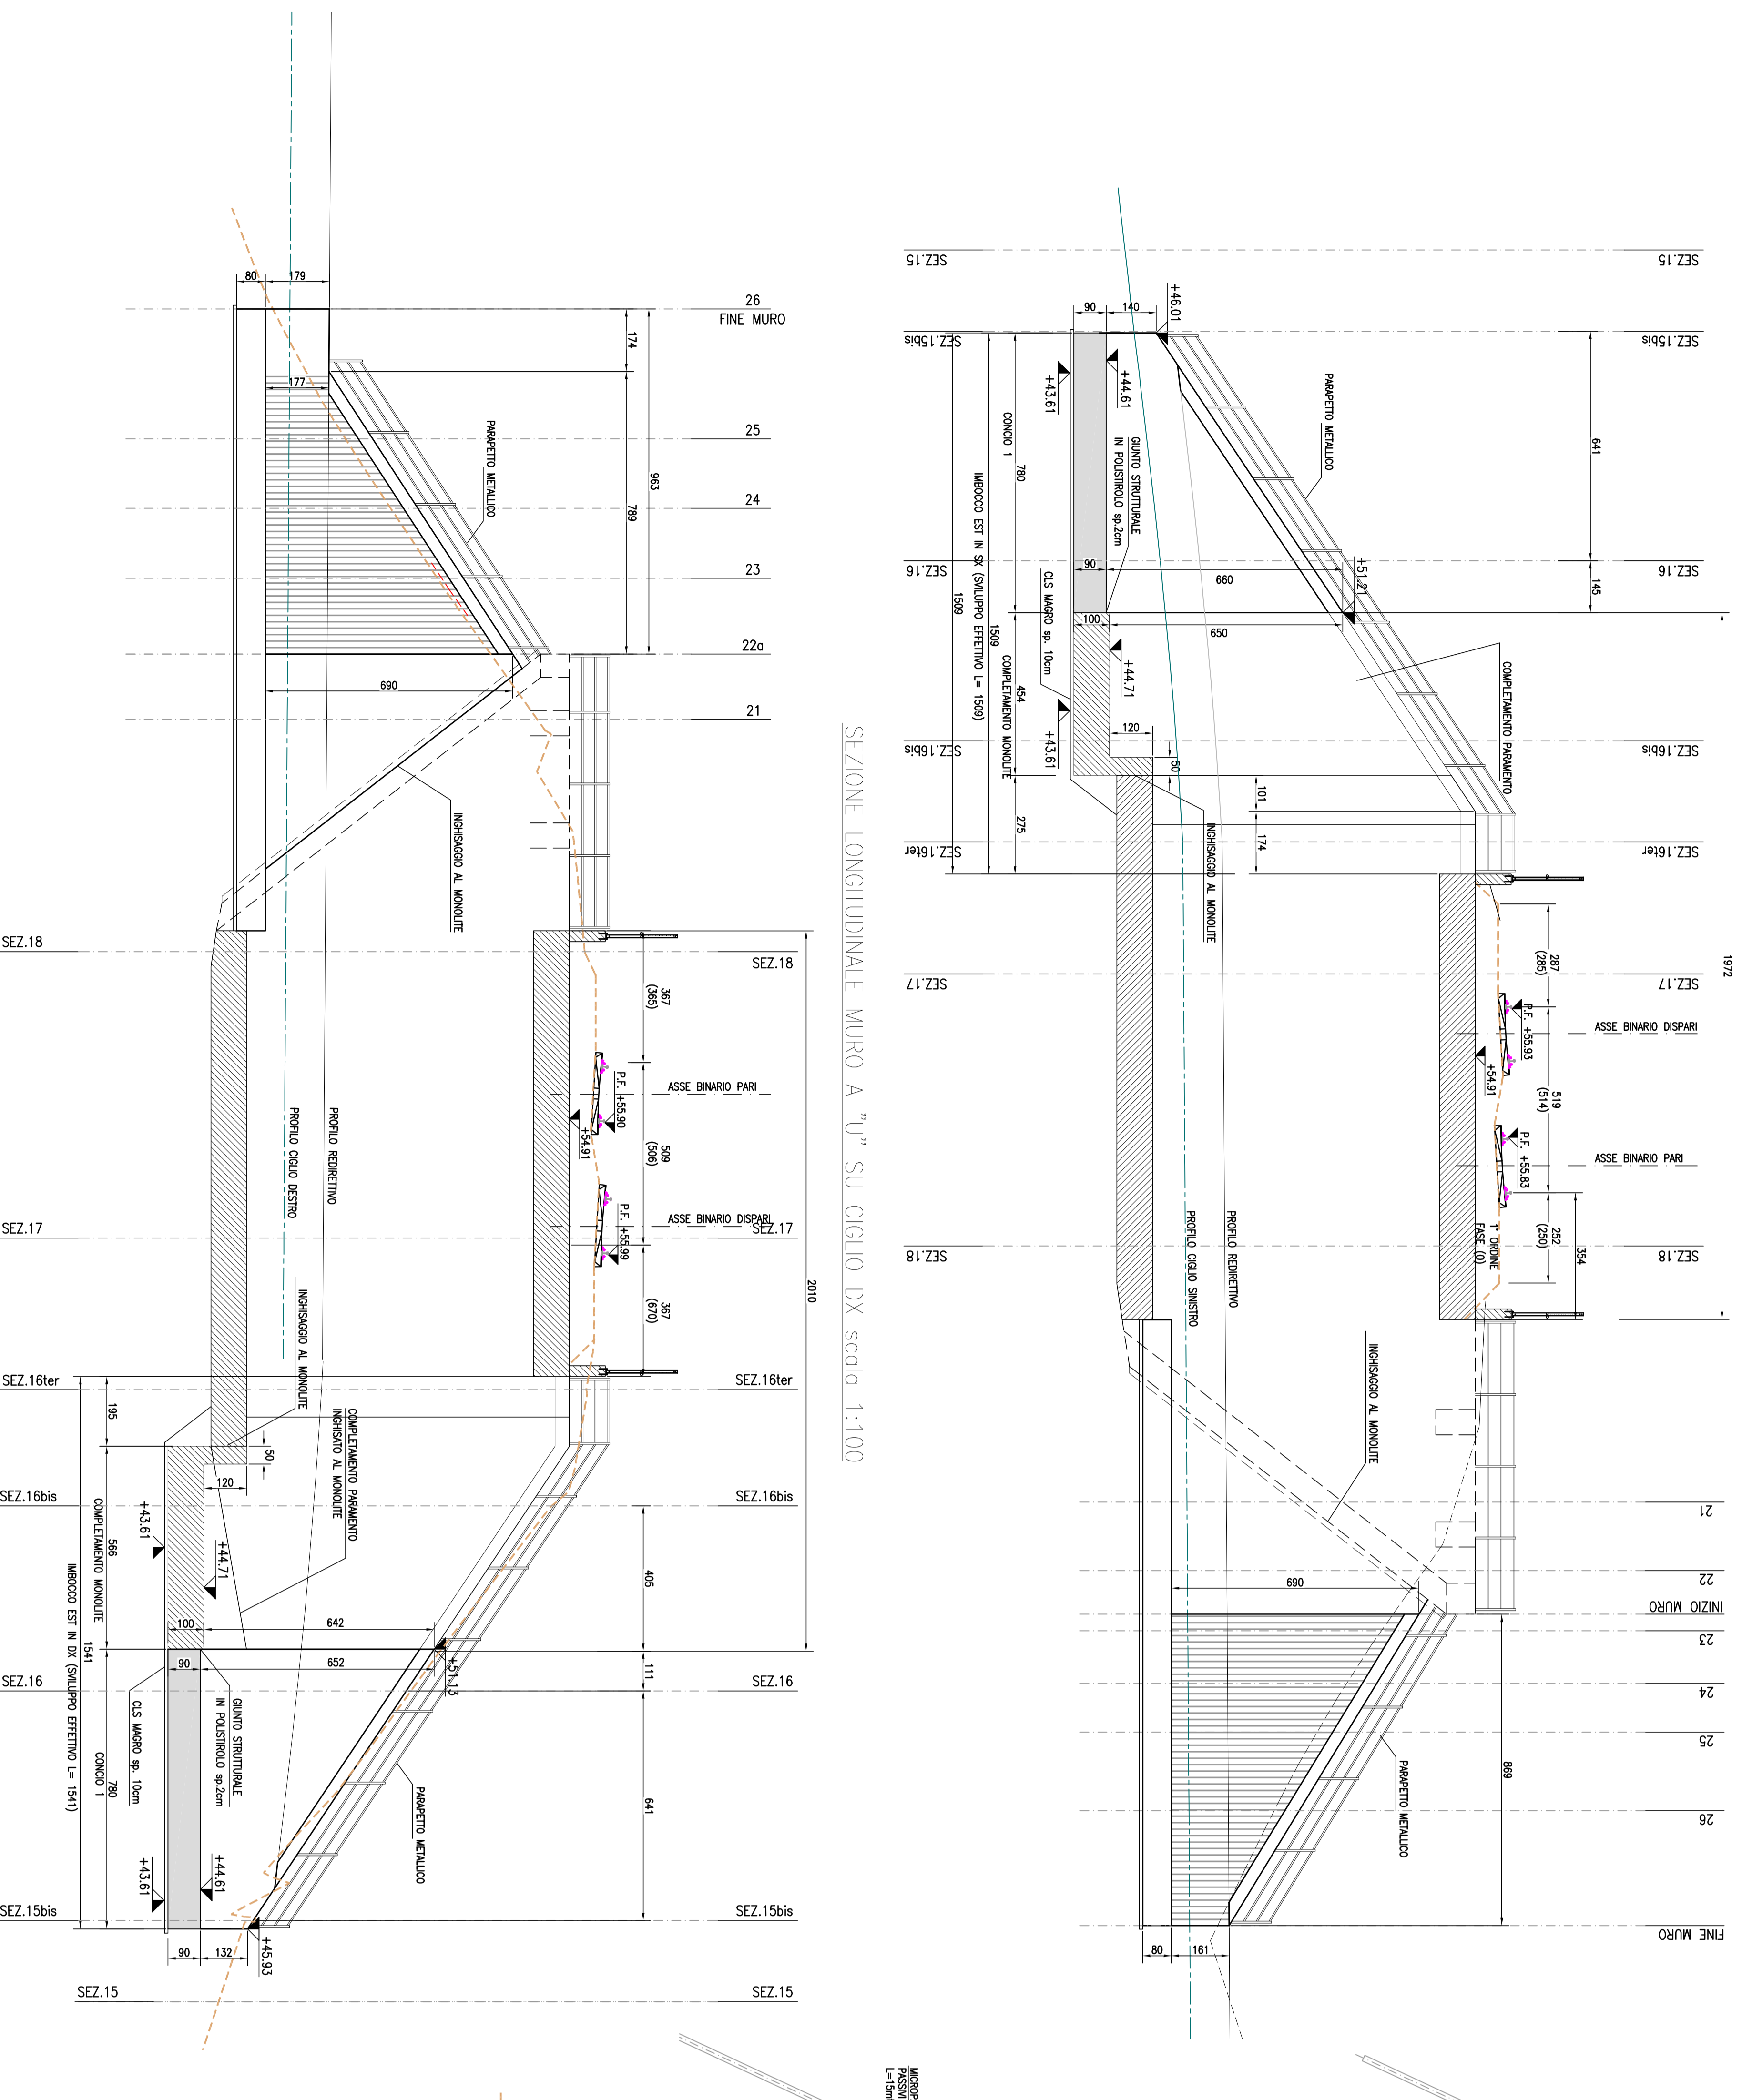 SEZ.15
SEZ.15
SEZ.15bis
SEZ.15bis
SEZ.16
SEZ.16
SEZ.16bis
SEZ.16bis
SEZ.16ter
SEZ.16ter
SEZ.17
SEZ.17
SEZ.18
SEZ.18
21
22
INIZIO MURO
23
24
25
26
FINE MURO
+46.01
90
140
+43.61
+44.61
641
145
1972
PARAPETTO METALLICO
CONCIO 1
780
GIUNTO STRUTTURALE
IN POLISTIROLO sp.2cm
IMBOCCO EST IN SX (SVILUPPO EFFETTIVO L= 1509)
1509
1509
CLS MAGRO sp. 10cm
90
660
+51.21
100
650
+44.71
454
COMPLETAMENTO MONOLITE
COMPLETAMENTO PARAMENTO
+43.61
120
50
101
174
275
INGHISAGGIO AL MONOLITE
287
(285)
P.F. +55.93
ASSE BINARIO DISPARI
+54.91
519
(514)
P.F. +55.83
ASSE BINARIO PARI
252
(250)
354
1° ORDINE
FASE (0)
PROFILO REDIRETTIVO
PROFILO CIGLIO SINISTRO
INGHISAGGIO AL MONOLITE
690
869
PARAPETTO METALLICO
80
161
SEZIONE LONGITUDINALE MURO A "U" SU CIGLIO DX scala 1:100
26
FINE MURO
25
24
23
22a
21
80
179
174
963
789
177
PARAPETTO METALLICO
690
INGHISAGGIO AL MONOLITE
SEZ.18
SEZ.18
367
(365)
ASSE BINARIO PARI
P.F. +55.90
+54.91
509
(506)
ASSE BINARIO DISPARI
P.F. +55.99
SEZ.17
SEZ.17
367
(670)
2010
PROFILO REDIRETTIVO
PROFILO CIGLIO DESTRO
INGHISAGGIO AL MONOLITE
SEZ.16ter
SEZ.16ter
195
50
120
COMPLETAMENTO PARAMENTO
INGHISATO AL MONOLITE
SEZ.16bis
SEZ.16bis
+43.61
+44.71
566
COMPLETAMENTO MONOLITE
405
100
642
+51.13
90
652
111
1541
IMBOCCO EST IN DX (SVILUPPO EFFETTIVO L= 1541)
SEZ.16
SEZ.16
GIUNTO STRUTTURALE
IN POLISTIROLO sp.2cm
CLS MAGRO sp. 10cm
780
CONCIO 1
PARAPETTO METALLICO
641
+43.61
+44.61
SEZ.15bis
SEZ.15bis
+45.93
90
132
SEZ.15
SEZ.15
PASSIVI
L=15m